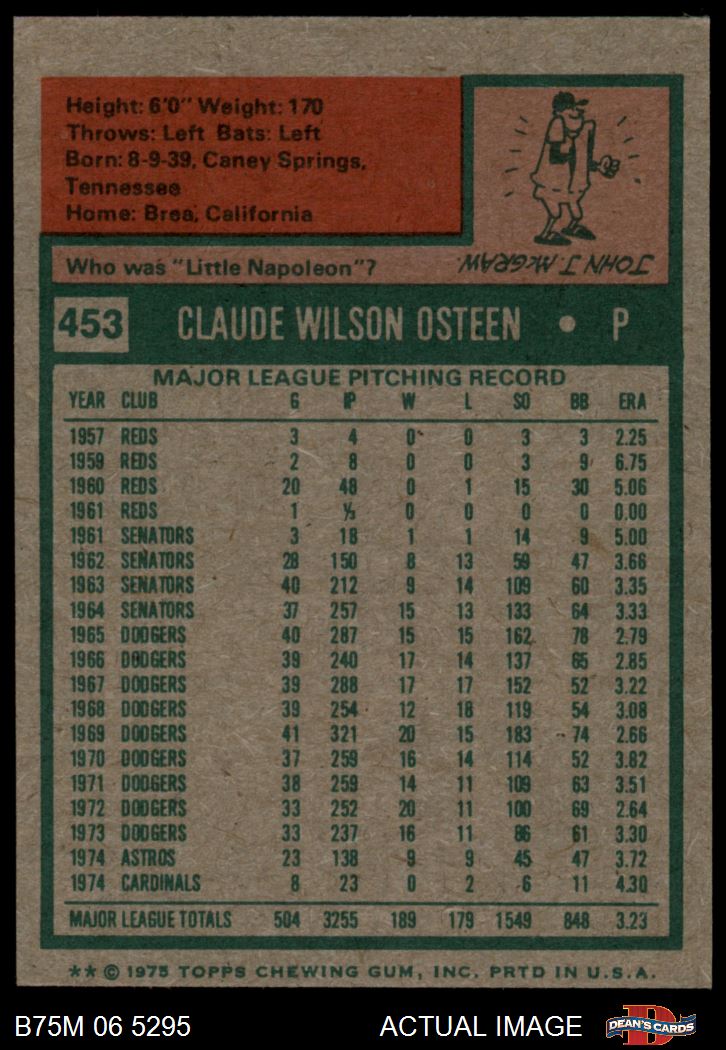 Height: 6'0" Weight: 170
Throws: Left Bats: Left
Born: 8-9-39, Caney Springs,
Tennessee
Home: Brea, California
Who was "Little Napoleon"?
JOHN J. McGRAW.
453 CLAUDE WILSON OSTEEN • P
MAJOR LEAGUE PITCHING RECORD
YEAR CLUB G IP W L SO BB ERA
1957 REDS 3 4 0 0 3 3 2.25
1959 REDS 2 8 0 0 3 9 6.75
1960 REDS 20 48 0 1 15 30 5.06
1961 REDS 1 ⅓ 0 0 0 0 0.00
1961 SENATORS 3 18 1 1 14 9 5.00
1962 SENATORS 28 150 8 13 59 47 3.66
1963 SENATORS 40 212 9 14 109 60 3.35
1964 SENATORS 37 257 15 13 133 64 3.33
1965 DODGERS 40 287 15 15 162 78 2.79
1966 DODGERS 39 240 17 14 137 65 2.85
1967 DODGERS 39 288 17 17 152 52 3.22
1968 DODGERS 39 254 12 18 119 54 3.08
1969 DODGERS 41 321 20 15 183 74 2.66
1970 DODGERS 37 259 16 14 114 52 3.82
1971 DODGERS 38 259 14 11 109 63 3.51
1972 DODGERS 33 252 20 11 100 69 2.64
1973 DODGERS 33 237 16 11 86 61 3.30
1974 ASTROS 23 138 9 9 45 47 3.72
1974 CARDINALS 8 23 0 2 6 11 4.30
MAJOR LEAGUE TOTALS 504 3255 189 179 1549 848 3.23
** © 1975 TOPPS CHEWING GUM, INC. PRTD IN U.S.A.
B75M 06 5295 ACTUAL IMAGE D DEAN'S CARDS